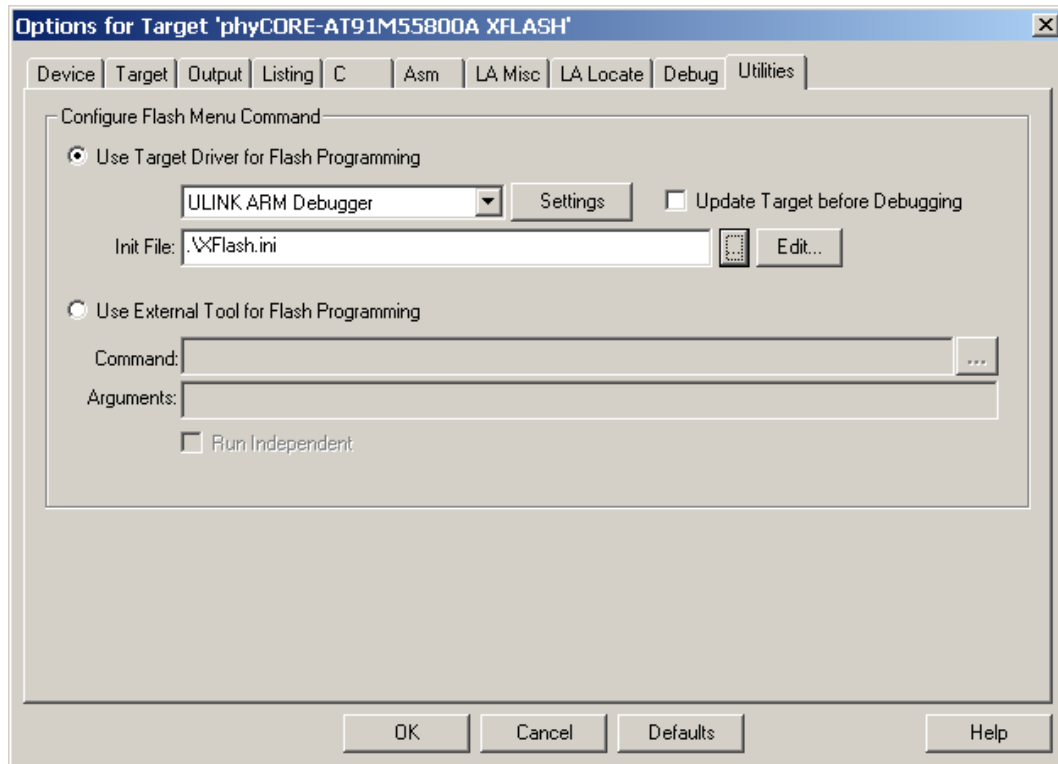 Options for Target 'phyCORE-AT91M55800A XFLASH'
Device Target Output Listing C Asm LA Misc LA Locate Debug Utilities
Configure Flash Menu Command
Use Target Driver for Flash Programming
ULINK ARM Debugger Settings Update Target before Debugging
Init File: .\XFlash.ini ... Edit...
Use External Tool for Flash Programming
Command: ...
Arguments:
Run Independent
OK Cancel Defaults Help